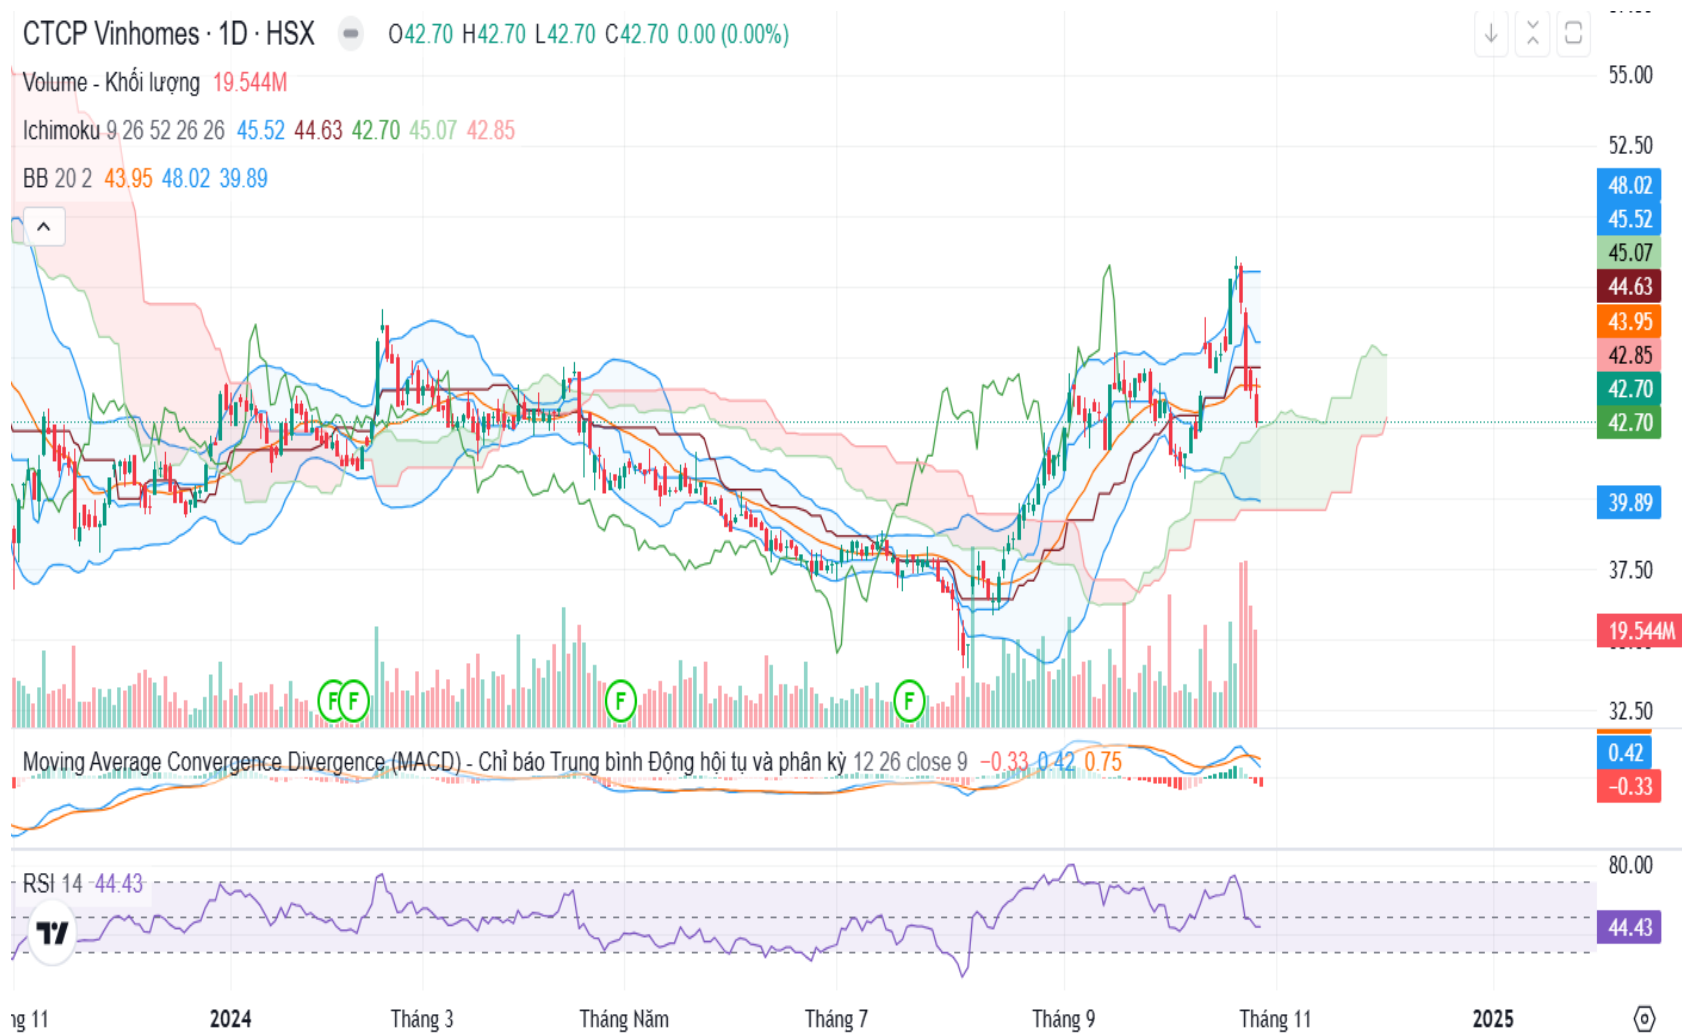 CTCP Vinhomes · 1D · HSX O42.70 H42.70 L42.70 C42.70 0.00 (0.00%)
Volume - Khối lượng 19.544M
Ichimoku 9 26 52 26 26 45.52 44.63 42.70 45.07 42.85
BB 20 2 43.95 48.02 39.89
55.00
52.50
48.02
45.52
45.07
44.63
43.95
42.85
42.70
42.70
39.89
37.50
19.544M
32.50
F F F F
Moving Average Convergence Divergence (MACD) - Chỉ báo Trung bình Động hội tụ và phân kỳ 12 26 close 9 −0.33 0.42 0.75
0.42
−0.33
80.00
RSI 14 44.43
44.43
11 2024 Tháng 3 Tháng Năm Tháng 7 Tháng 9 Tháng 11 2025